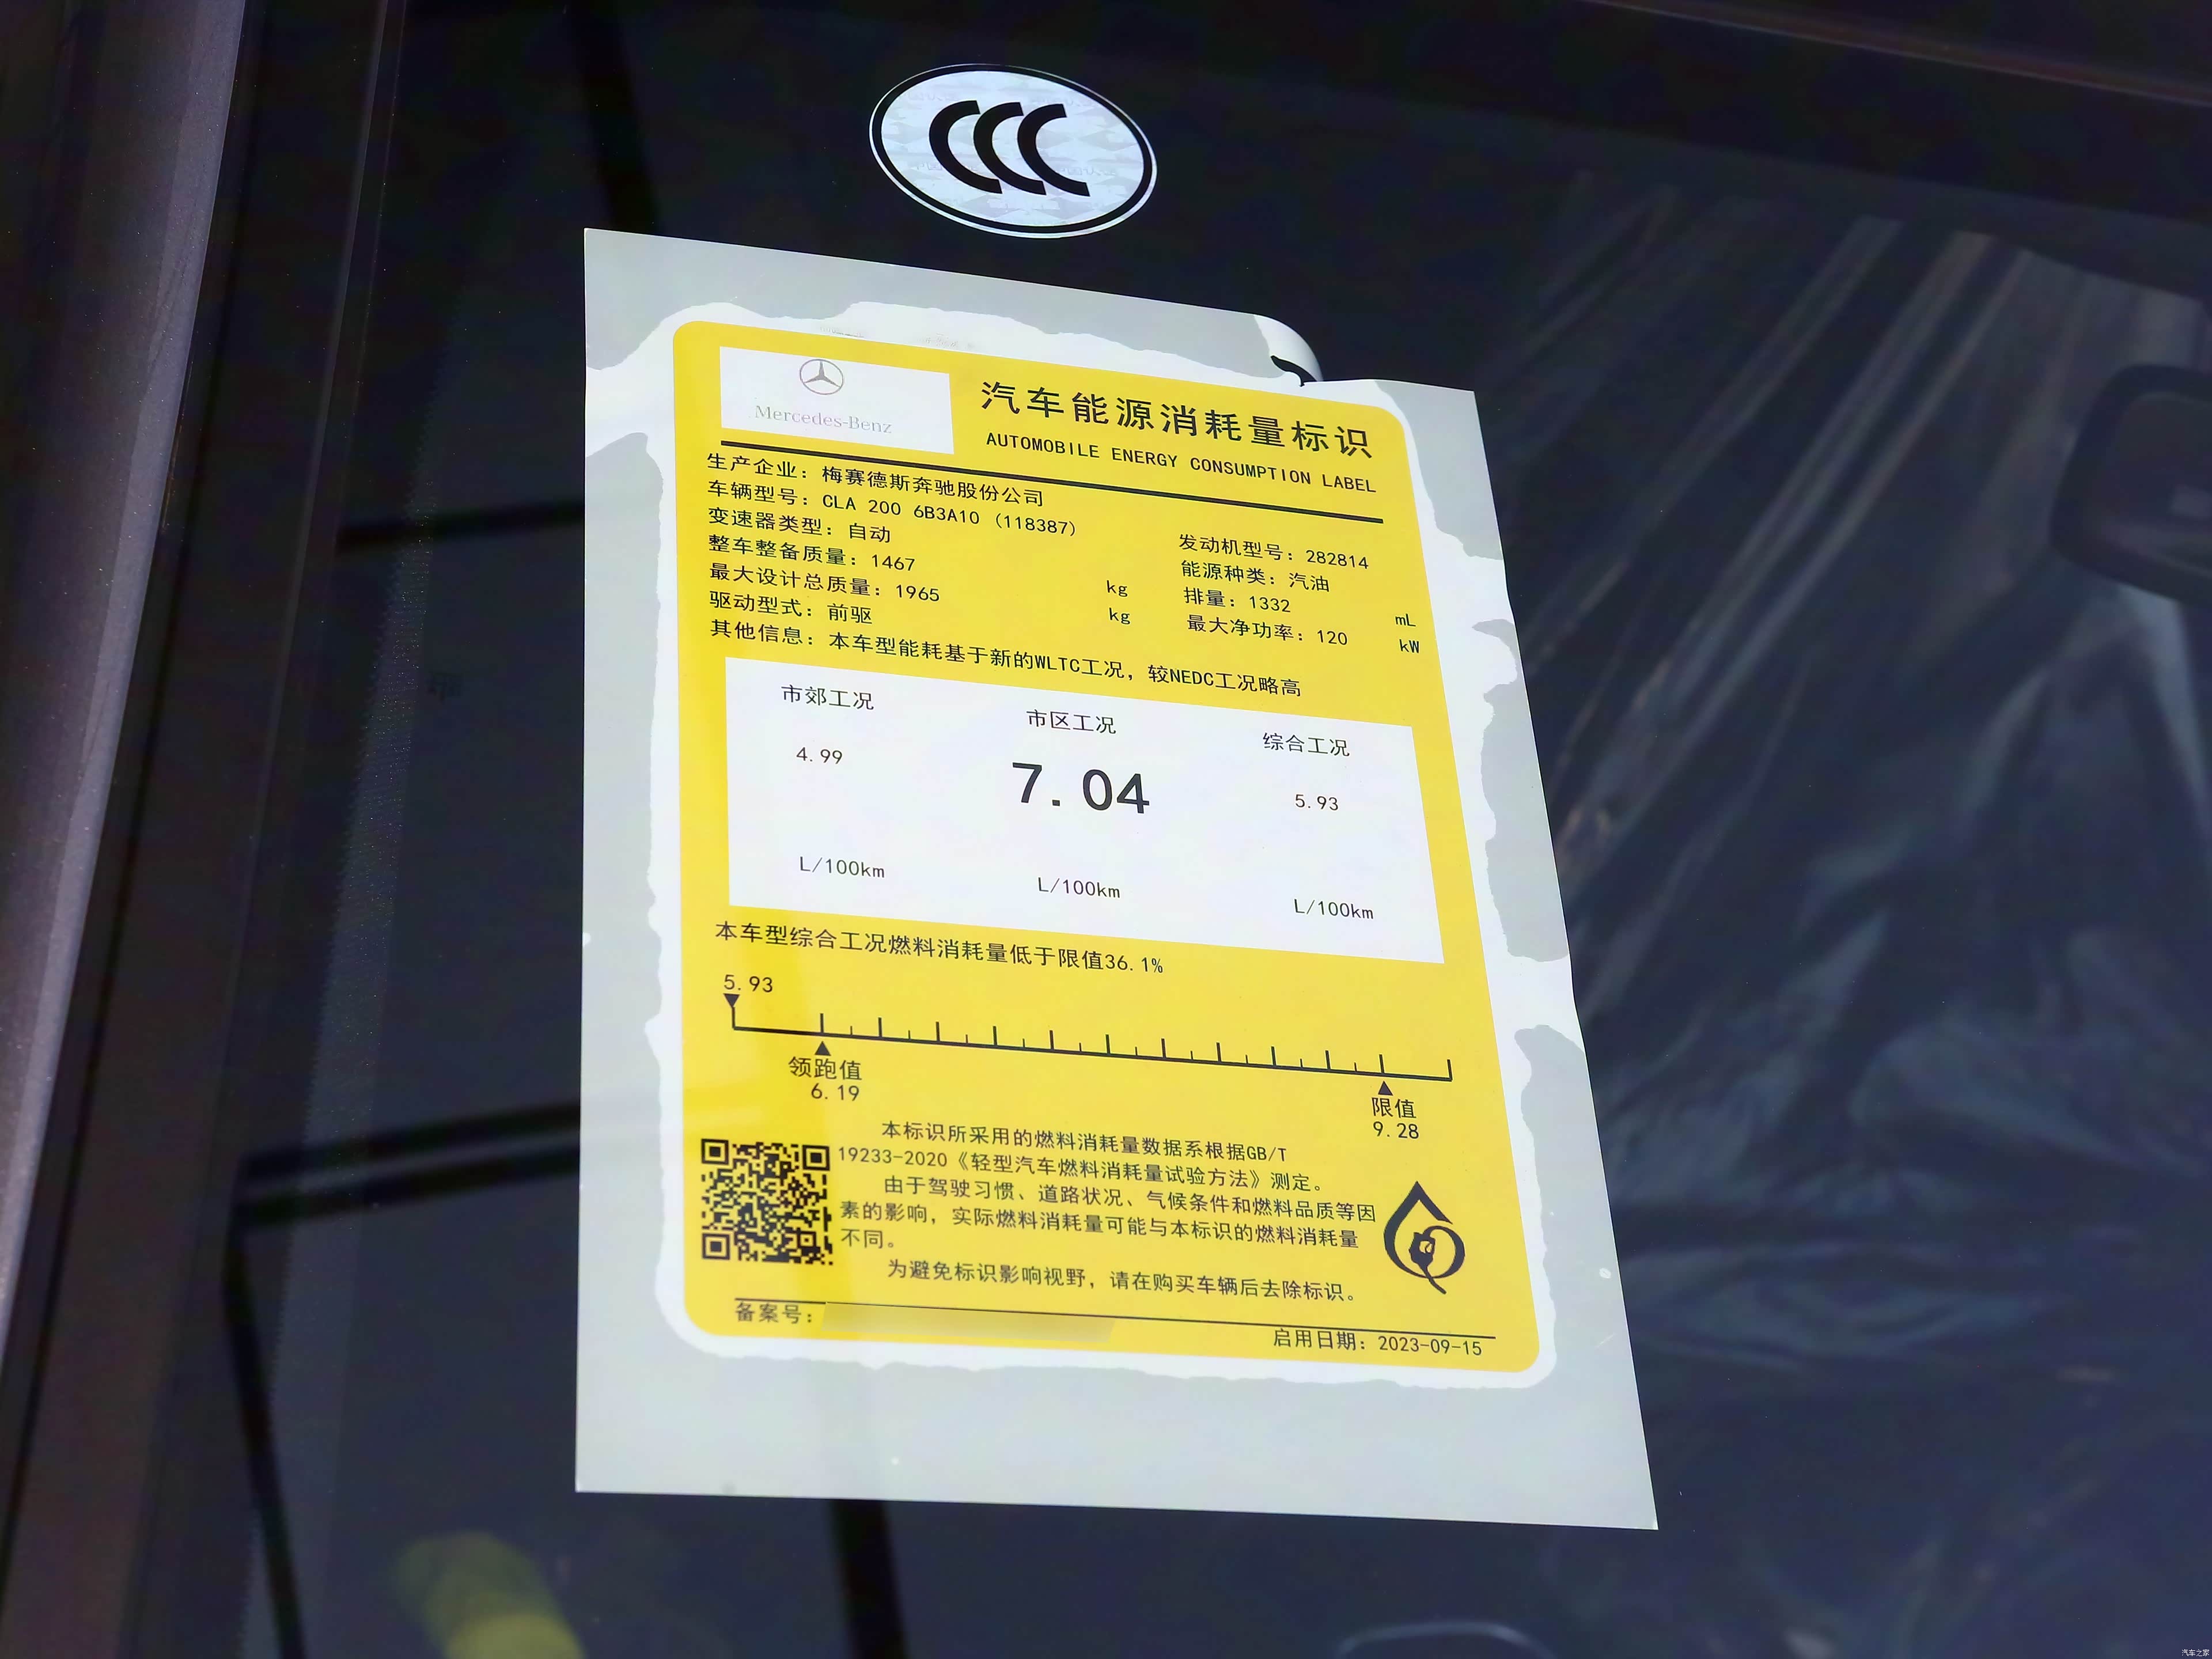 CCC
Mercedes-Benz
汽车能源消耗量标识
AUTOMOBILE ENERGY CONSUMPTION LABEL
生产企业：梅赛德斯奔驰股份公司
车辆型号：CLA 200 6B3A10 (118387)
变速器类型：自动
发动机型号：282814
整车整备质量：1467 kg
能源种类：汽油
最大设计总质量：1965 kg
排量：1332 mL
驱动型式：前驱
最大净功率：120 kW
其他信息：本车型能耗基于新的WLTC工况，较NEDC工况略高
市郊工况 市区工况 综合工况
4.99 7.04 5.93
L/100km L/100km L/100km
本车型综合工况燃料消耗量低于限值36.1%
5.93
领跑值 限值
6.19 9.28
本标识所采用的燃料消耗量数据系根据GB/T
19233-2020《轻型汽车燃料消耗量试验方法》测定。
由于驾驶习惯、道路状况、气候条件和燃料品质等因
素的影响，实际燃料消耗量可能与本标识的燃料消耗量
不同。
为避免标识影响视野，请在购买车辆后去除标识。
备案号：
启用日期：2023-09-15
汽车之家